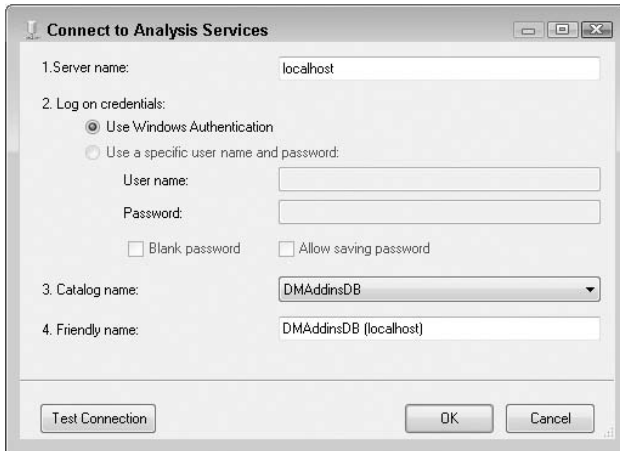 Connect to Analysis Services
1.Server name:
localhost
2. Log on credentials:
Use Windows Authentication
Use a specific user name and password:
User name:
Password:
Blank password
Allow saving password
3. Catalog name:
DMAddinsDB
4. Friendly name:
DMAddinsDB (localhost)
Test Connection
OK
Cancel